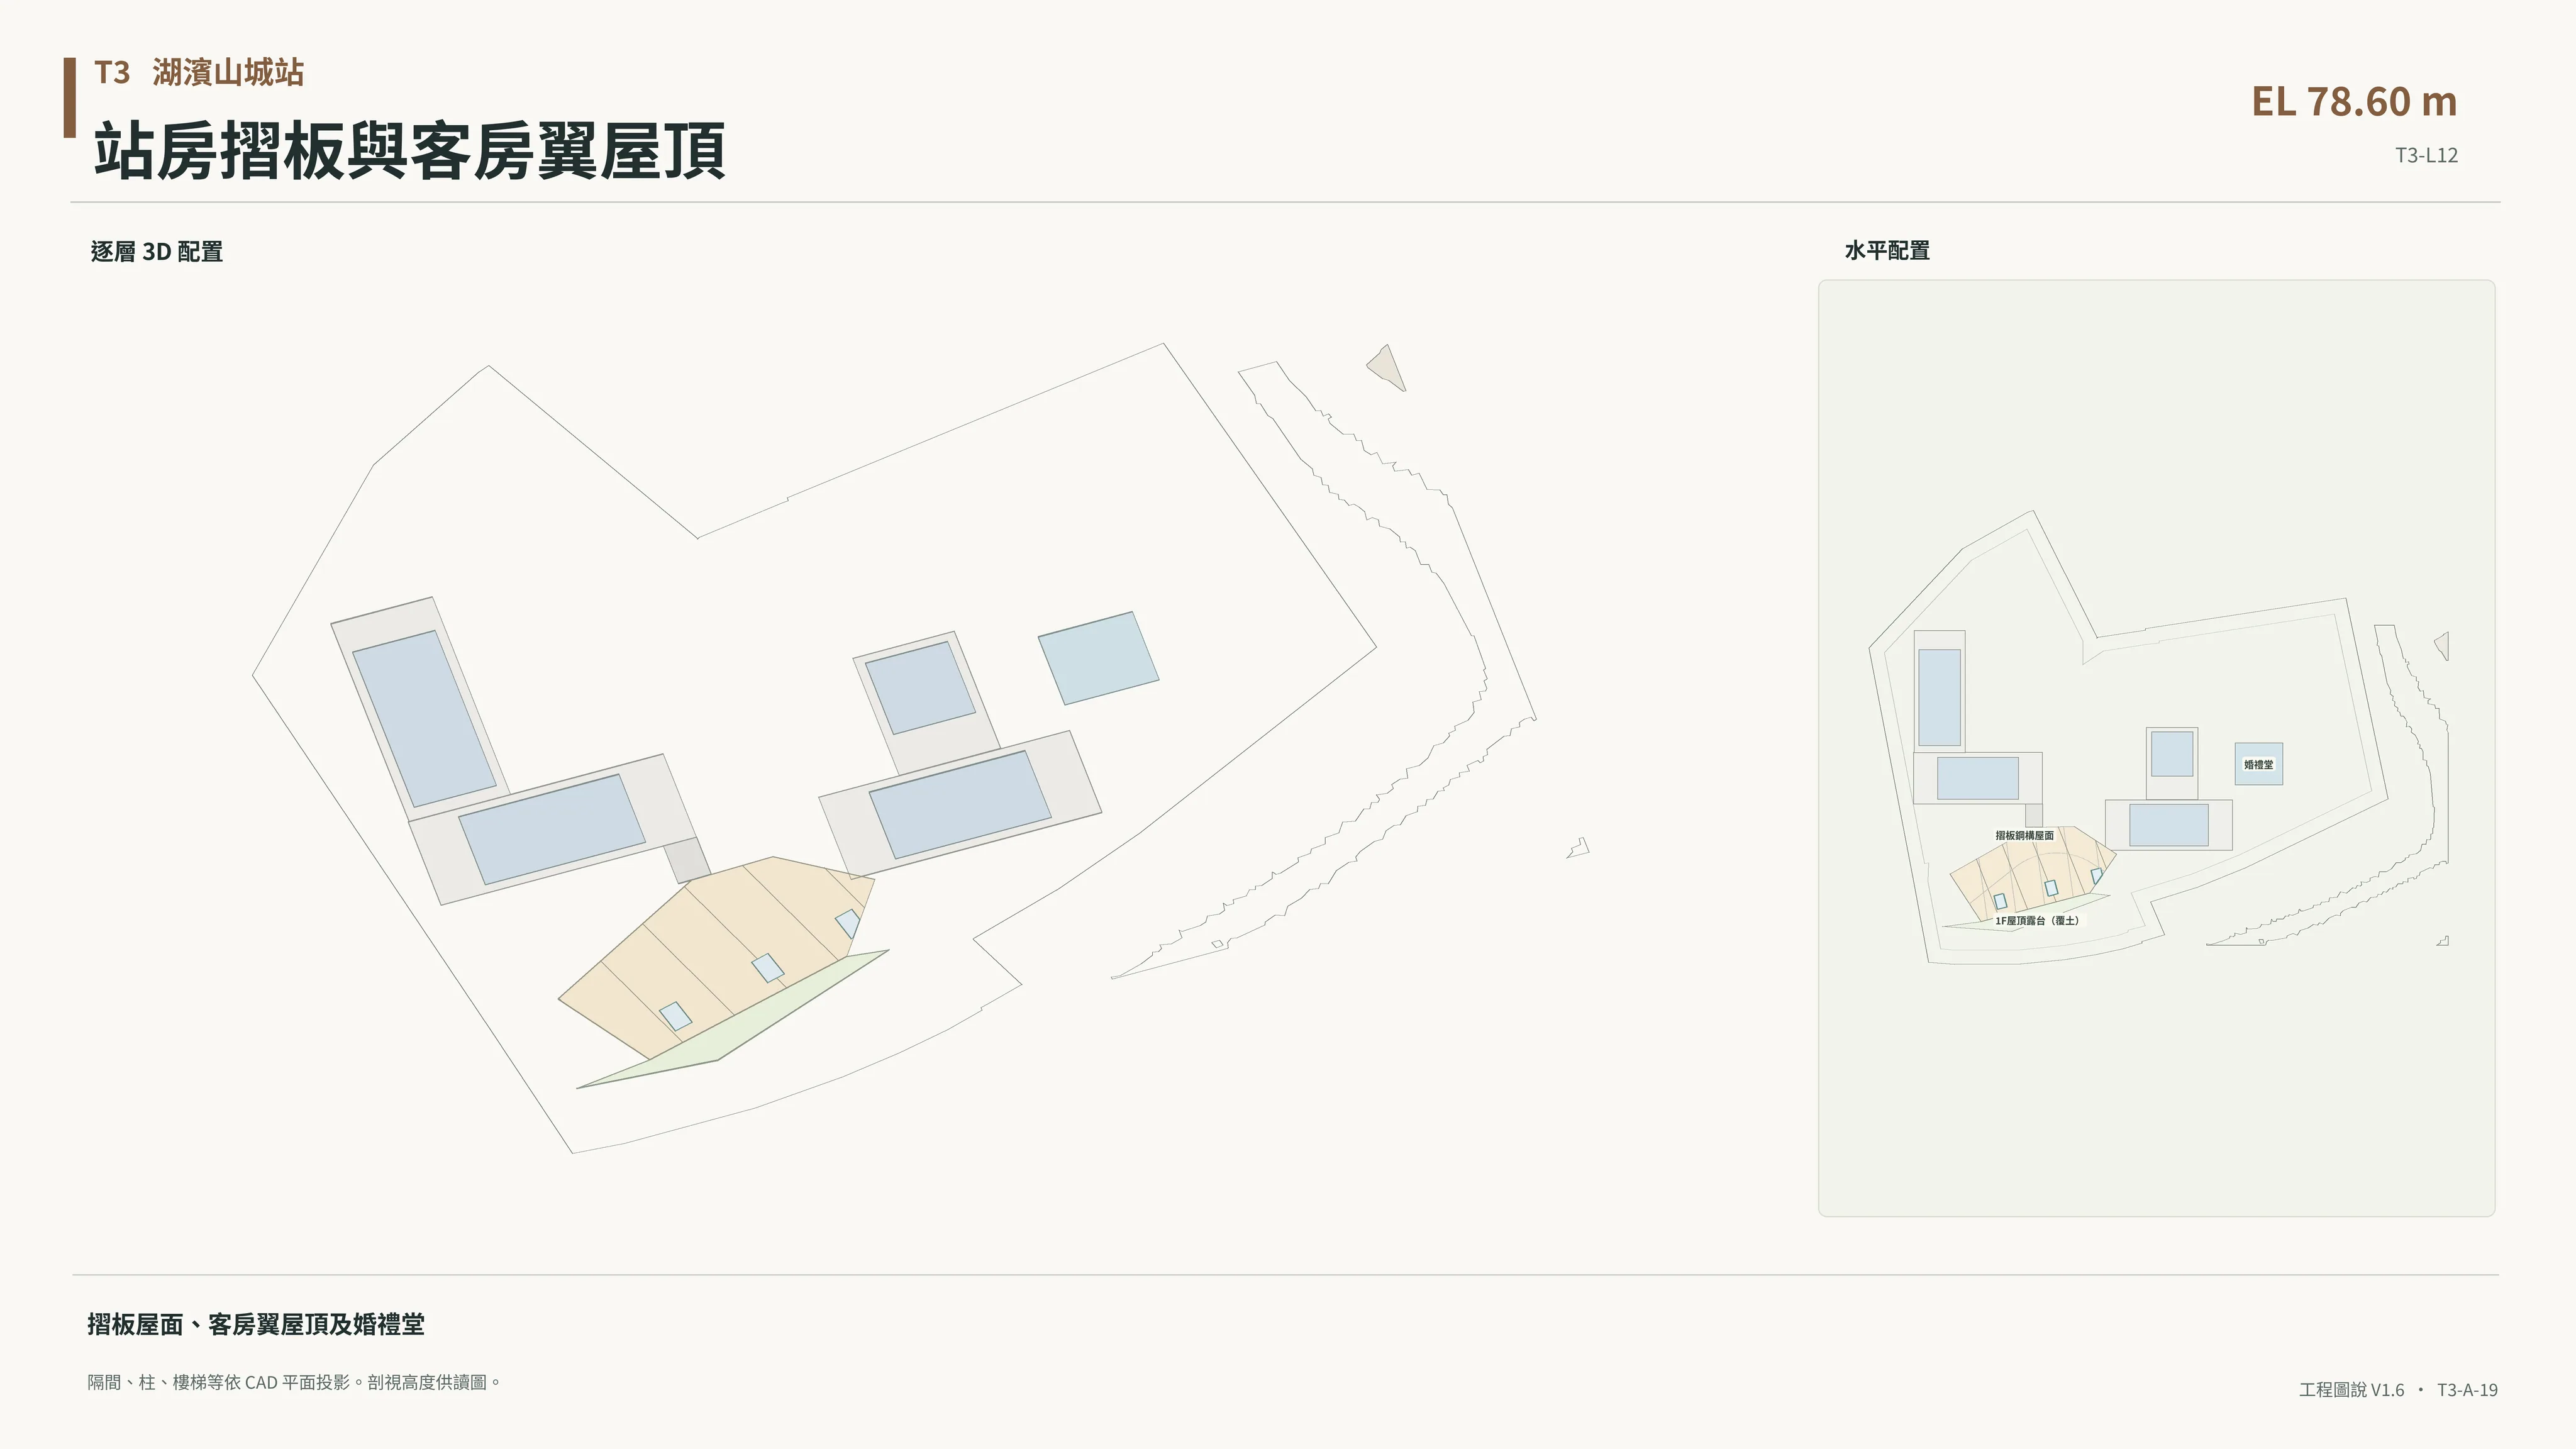 T3 湖濱山城站
站房摺板與客房翼屋頂
EL 78.60 m
T3-L12
逐層 3D 配置
水平配置
婚禮堂
摺板鋼構屋面
1F屋頂露台（覆土）
摺板屋面、客房翼屋頂及婚禮堂
隔間、柱、樓梯等依 CAD 平面投影。剖視高度供讀圖。
工程圖說 V1.6 • T3-A-19